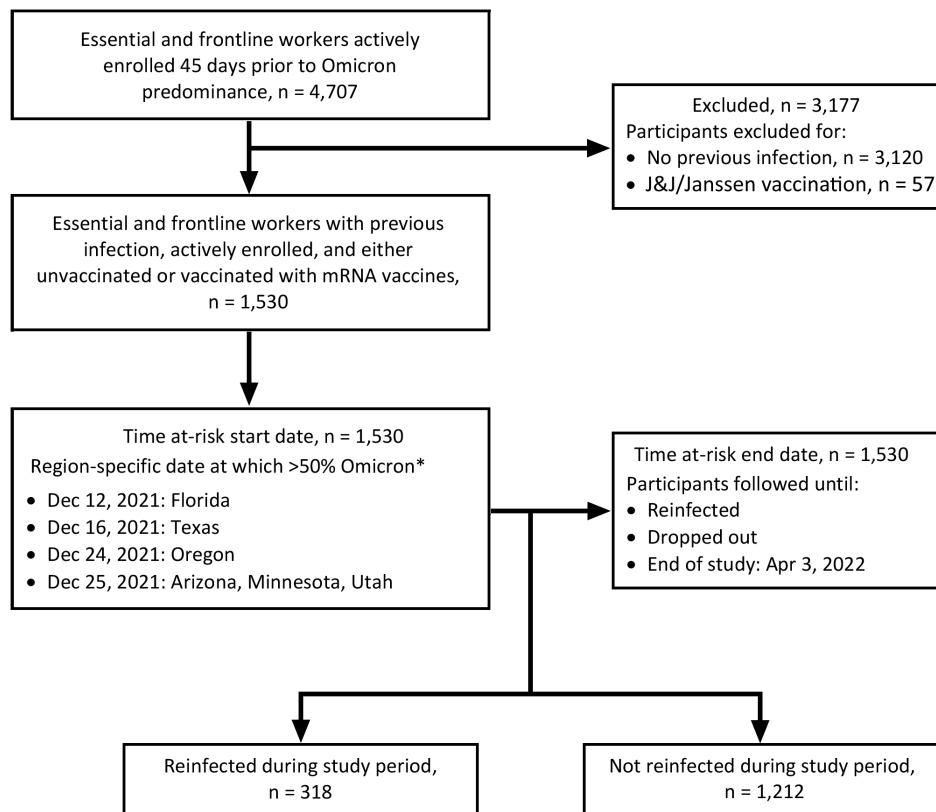 Essential and frontline workers actively
enrolled 45 days prior to Omicron
predominance, n = 4,707
Excluded, n = 3,177
Participants excluded for:
• No previous infection, n = 3,120
• J&J/Janssen vaccination, n = 57
Essential and frontline workers with previous
infection, actively enrolled, and either
unvaccinated or vaccinated with mRNA vaccines,
n = 1,530
Time at-risk start date, n = 1,530
Region-specific date at which >50% Omicron*
• Dec 12, 2021: Florida
• Dec 16, 2021: Texas
• Dec 24, 2021: Oregon
• Dec 25, 2021: Arizona, Minnesota, Utah
Time at-risk end date, n = 1,530
Participants followed until:
• Reinfected
• Dropped out
• End of study: Apr 3, 2022
Reinfected during study period,
n = 318
Not reinfected during study period,
n = 1,212